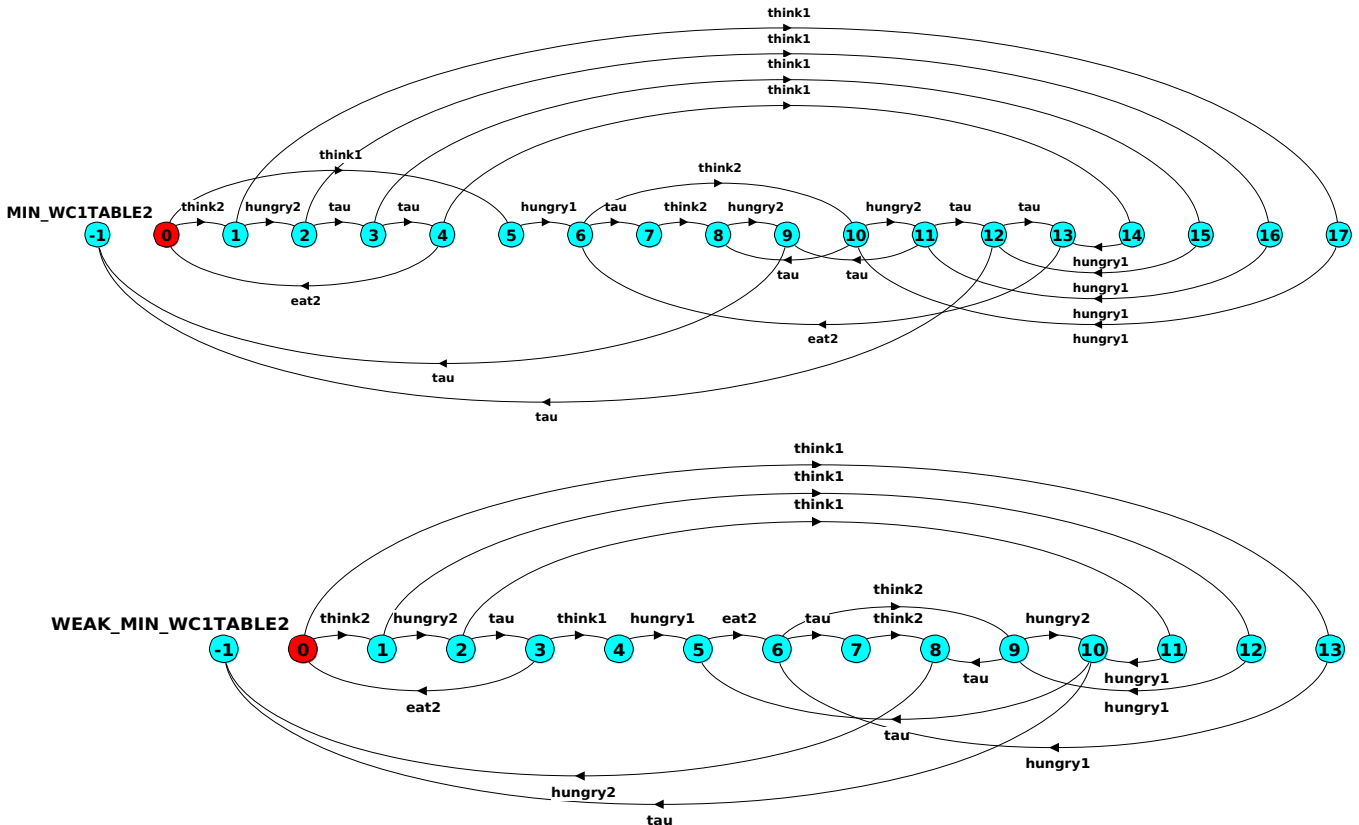 think1
think1
think1
think1
think1 think2
MIN_WC1TABLE2 think2 hungry2 tau tau hungry1 tau think2 hungry2 hungry2 tau tau
-1 0 1 2 3 4 5 6 7 8 9 10 11 12 13 14 15 16 17
hungry1
tau tau
hungry1
eat2
hungry1
eat2 hungry1
tau
tau
think1
think1
think1
think2
WEAK_MIN_WC1TABLE2 think2 hungry2 tau think1 hungry1 eat2 tau think2 hungry2
-1 0 1 2 3 4 5 6 7 8 9 10 11 12 13
tau hungry1
eat2 hungry1
tau
hungry1
hungry2
tau